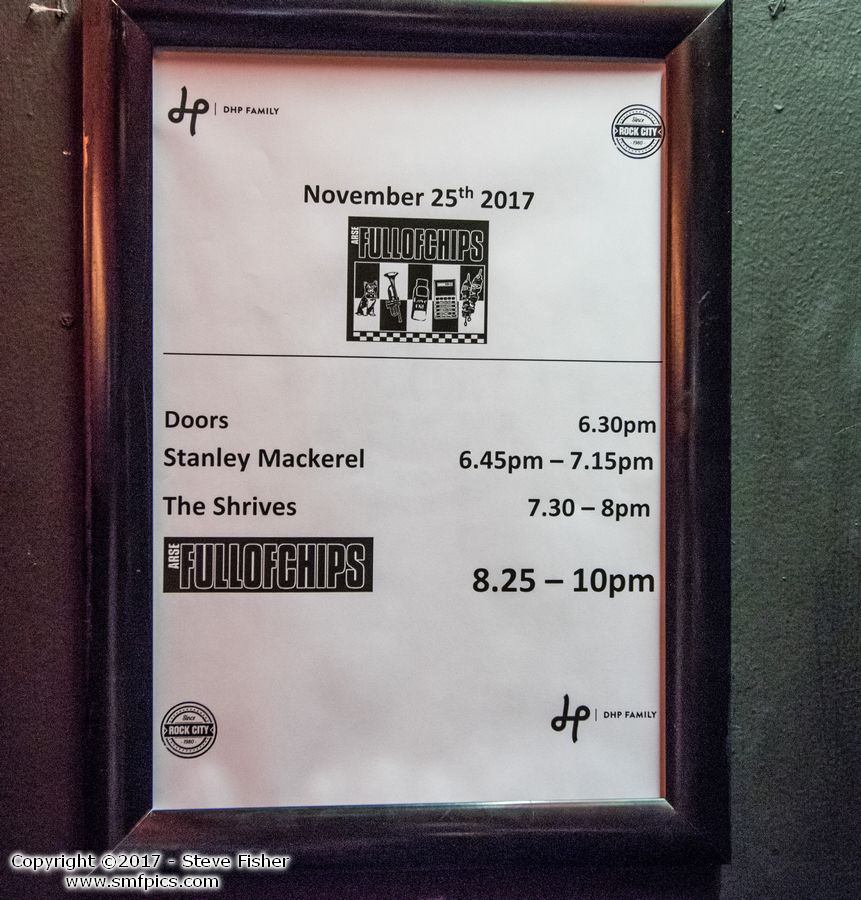 DHP FAMILY
Since
ROCK CITY
1980
November 25th 2017
ARSE
FULLOFCHIPS
Doors 6.30pm
Stanley Mackerel 6.45pm – 7.15pm
The Shrives 7.30 – 8pm
ARSE
FULLOFCHIPS 8.25 – 10pm
Since
ROCK CITY
1980
DHP FAMILY
Copyright ©2017 - Steve Fisher
www.smfpics.com